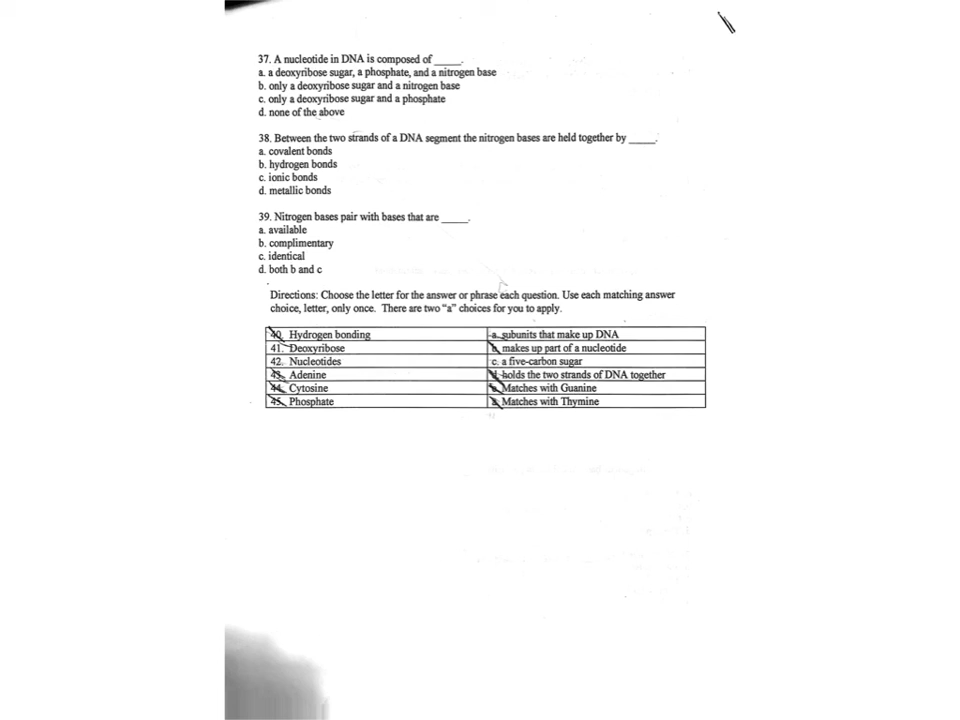 37. A nucleotide in DNA is composed of _____.
a. a deoxyribose sugar, a phosphate, and a nitrogen base
b. only a deoxyribose sugar and a nitrogen base
c. only a deoxyribose sugar and a phosphate
d. none of the above
38. Between the two strands of a DNA segment the nitrogen bases are held together by _____.
a. covalent bonds
b. hydrogen bonds
c. ionic bonds
d. metallic bonds
39. Nitrogen bases pair with bases that are _____.
a. available
b. complimentary
c. identical
d. both b and c
Directions: Choose the letter for the answer or phrase each question. Use each matching answer
choice, letter, only once. There are two “a” choices for you to apply.
40. Hydrogen bonding a. subunits that make up DNA
41. Deoxyribose b. makes up part of a nucleotide
42. Nucleotides c. a five-carbon sugar
43. Adenine d. holds the two strands of DNA together
44. Cytosine e. Matches with Guanine
45. Phosphate a. Matches with Thymine